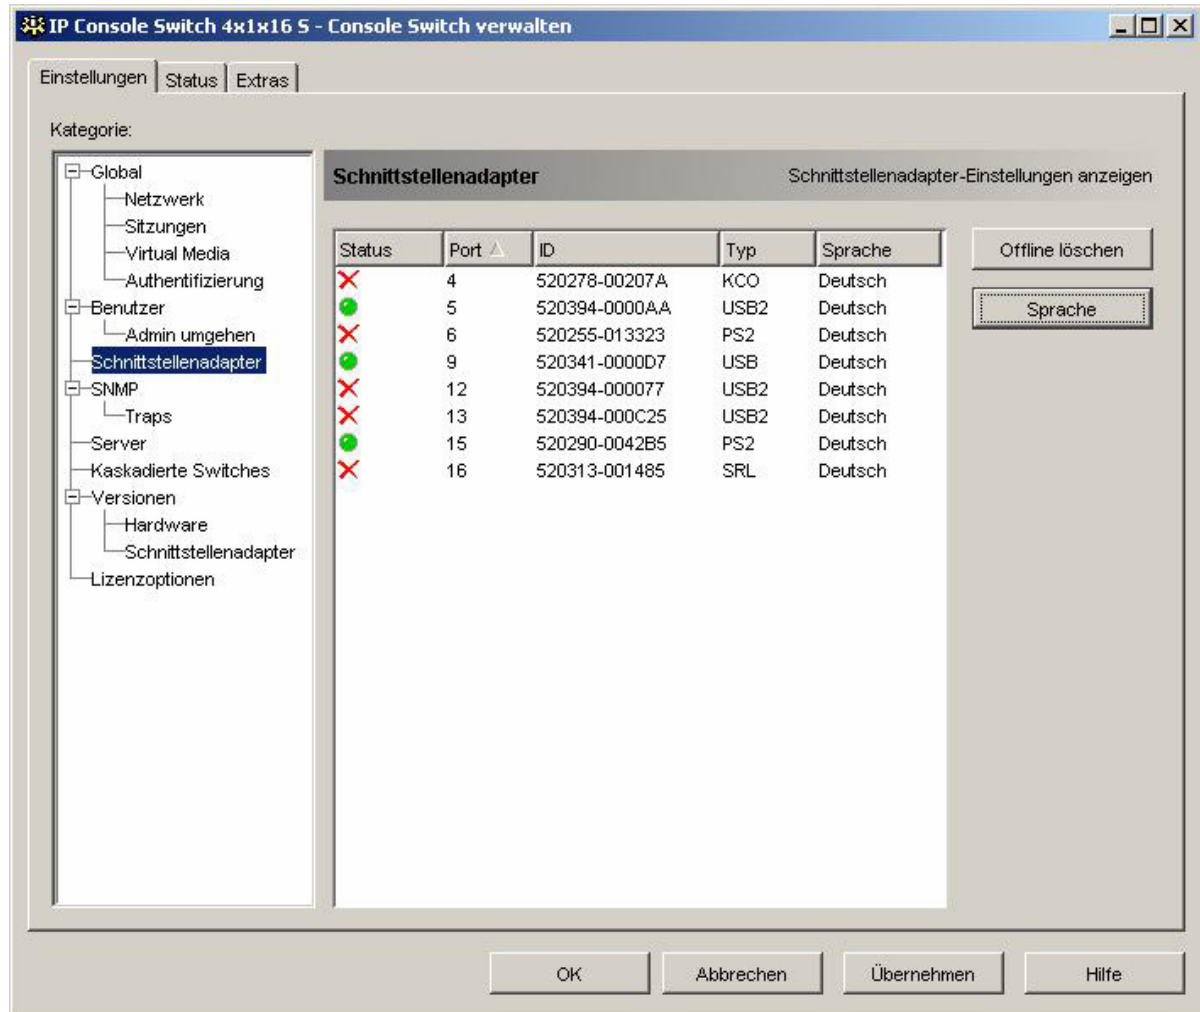 IP Console Switch 4x1x16 S - Console Switch verwalten
Einstellungen Status Extras
Kategorie:
Global
Netzwerk
Sitzungen
Virtual Media
Authentifizierung
Benutzer
Admin umgehen
Schnittstellenadapter
SNMP
Traps
Server
Kaskadierte Switches
Versionen
Hardware
Schnittstellenadapter
Lizenzoptionen
Schnittstellenadapter Schnittstellenadapter-Einstellungen anzeigen
Status Port ID Typ Sprache
4 520278-00207A KCO Deutsch
5 520394-0000AA USB2 Deutsch
6 520255-013323 PS2 Deutsch
9 520341-0000D7 USB Deutsch
12 520394-000077 USB2 Deutsch
13 520394-000C25 USB2 Deutsch
15 520290-0042B5 PS2 Deutsch
16 520313-001485 SRL Deutsch
Offline löschen
Sprache
OK Abbrechen Übernehmen Hilfe